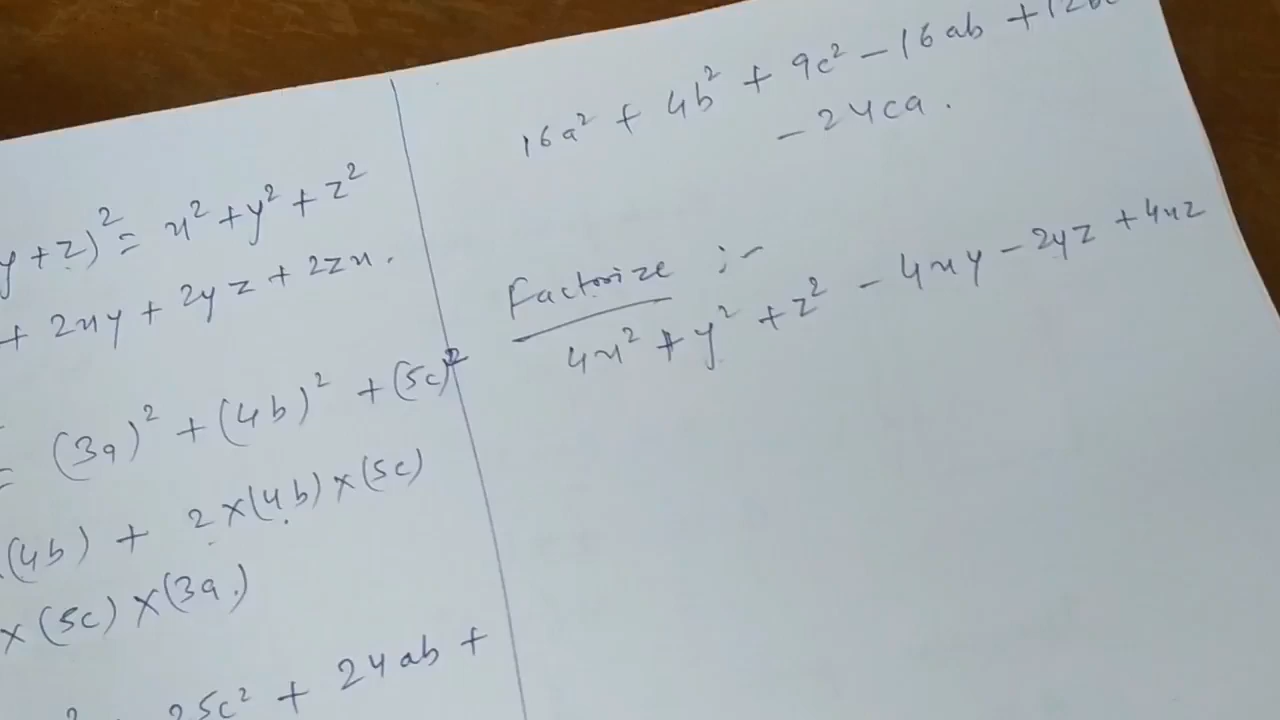 y + z)² = x² + y² + z²
+ 2xy + 2yz + 2zx.
= (3a)² + (4b)² + (5c)²
(4b) + 2 × (4b) × (5c)
× (5c) × (3a)
25c² + 24ab +
16a² + 4b² + 9c² - 16ab +
- 24ca.
Factorize :-
4x² + y² + z² - 4xy - 2yz + 4xz